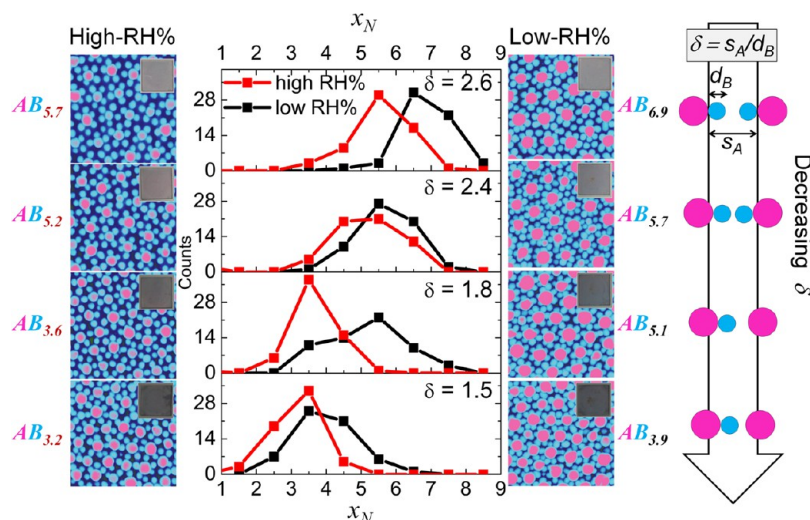 x_N
High-RH%
Low-RH%
1 2 3 4 5 6 7 8 9
δ = s_A/d_B
AB_5.7
28
14
0
high RH%
low RH%
δ = 2.6
AB_6.9
d_B
s_A
AB_5.2
28
14
0
δ = 2.4
AB_5.7
Counts
Decreasing δ
AB_3.6
28
14
0
δ = 1.8
AB_5.1
AB_3.2
28
14
0
δ = 1.5
AB_3.9
1 2 3 4 5 6 7 8 9
x_N